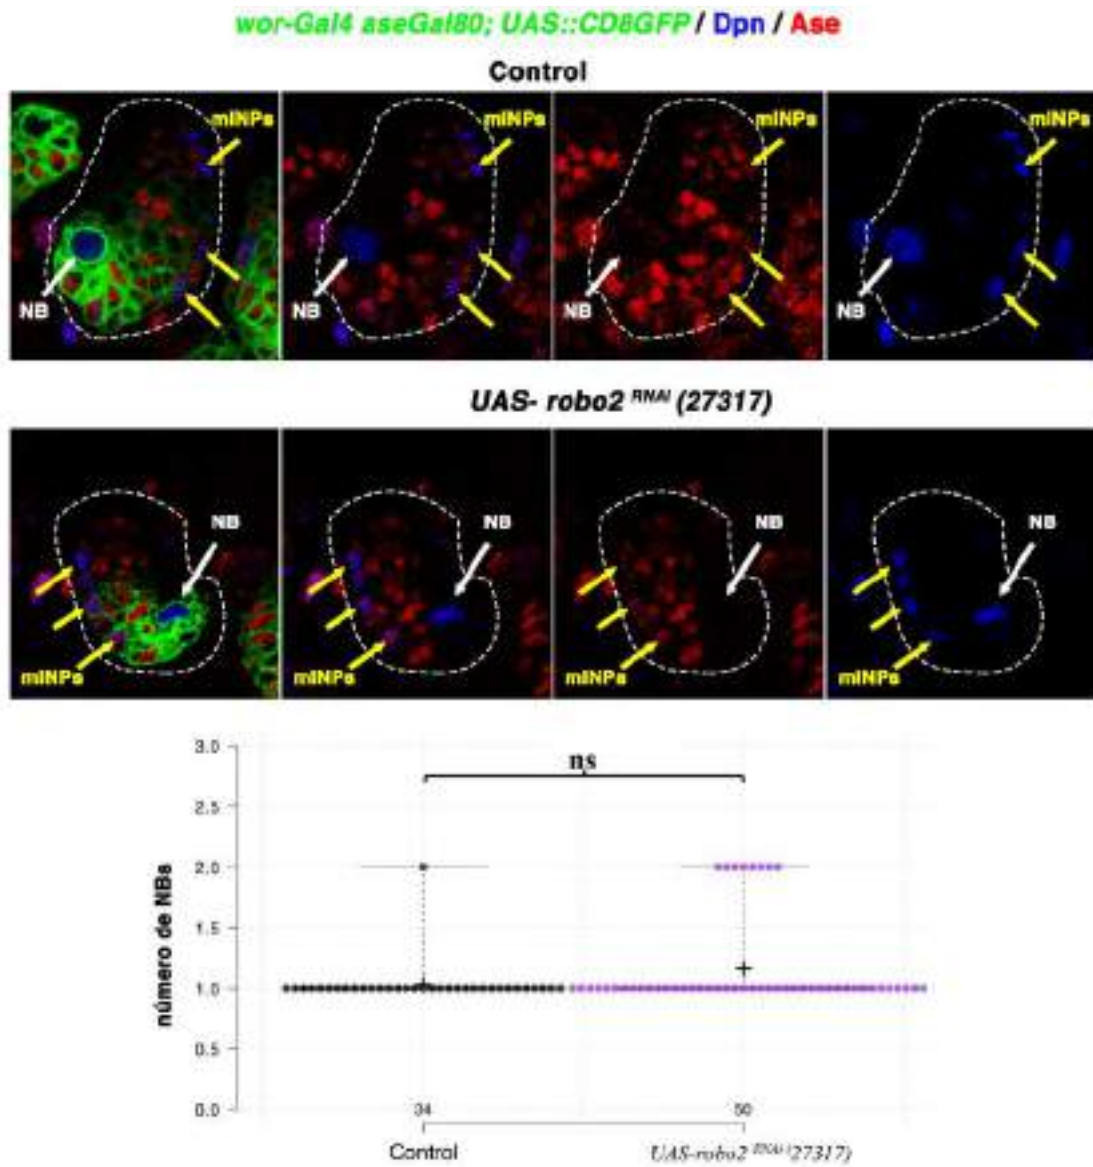 wor-Gal4 aseGal80; UAS::CD8GFP / Dpn / Ase
Control
mINPs mINPs mINPs
NB NB NB NB
UAS- robo2 RNAi (27317)
NB NB NB NB
mINPs mINPs mINPs mINPs
3.0
ns
2.5
2.0
1.5
1.0
0.5
0.0
número de NBs
34 50
Control UAS-robo2 RNAi (27317)